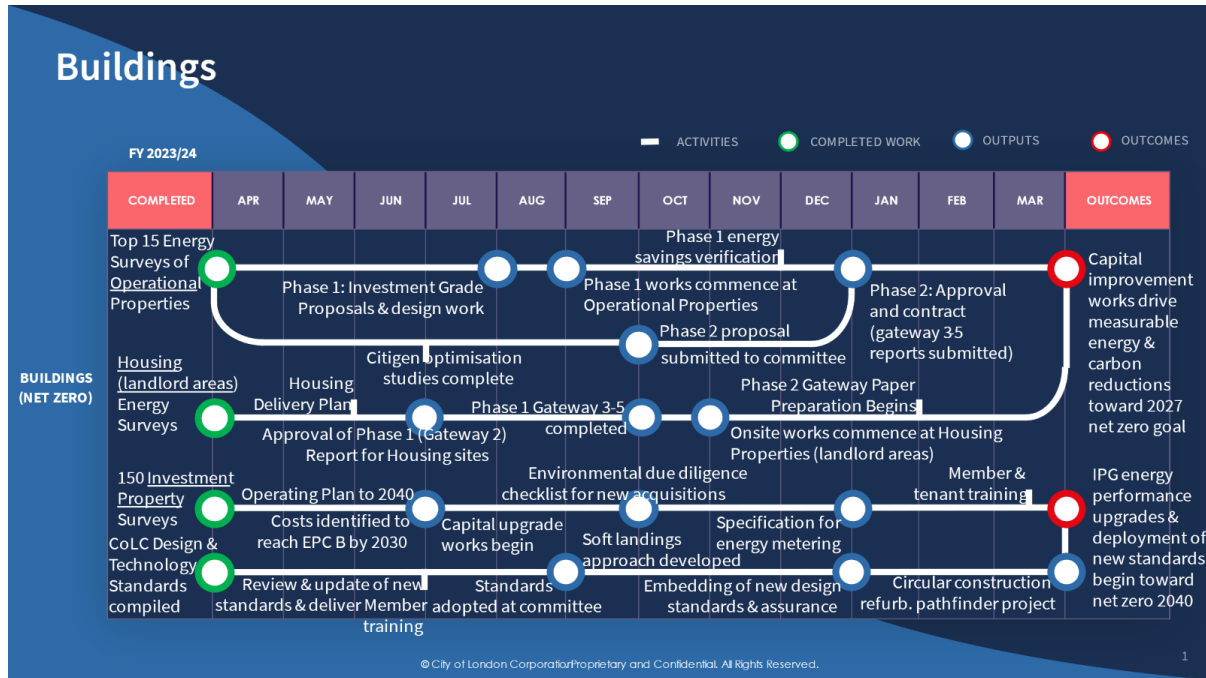 Buildings
ACTIVITIES
COMPLETED WORK
OUTPUTS
OUTCOMES
FY 2023/24
COMPLETED
APR
MAY
JUN
JUL
AUG
SEP
OCT
NOV
DEC
JAN
FEB
MAR
OUTCOMES
BUILDINGS
(NET ZERO)
Top 15 Energy
Surveys of
Operational
Properties
Phase 1: Investment Grade
Proposals & design work
Phase 1 energy
savings verification
Phase 1 works commence at
Operational Properties
Phase 2 proposal
submitted to committee
Phase 2: Approval
and contract
(gateway 3-5
reports submitted)
Citigen optimisation
studies complete
Capital
improvement
works drive
measurable
energy &
carbon
reductions
toward 2027
net zero goal
Housing
(landlord areas)
Energy
Surveys
Housing
Delivery Plan
Approval of Phase 1 (Gateway 2)
Report for Housing sites
Phase 1 Gateway 3-5
completed
Phase 2 Gateway Paper
Preparation Begins
Onsite works commence at Housing
Properties (landlord areas)
150 Investment
Property
Surveys
Operating Plan to 2040
Costs identified to
reach EPC B by 2030
Capital upgrade
works begin
Environmental due diligence
checklist for new acquisitions
Specification for
energy metering
Member &
tenant training
IPG energy
performance
upgrades &
deployment of
new standards
begin toward
net zero 2040
CoLC Design &
Technology
Standards
compiled
Review & update of new
standards & deliver Member
training
Standards
adopted at committee
Soft landings
approach developed
Embedding of new design
standards & assurance
Circular construction
refurb. pathfinder project
© City of London Corporation Proprietary and Confidential. All Rights Reserved.
1